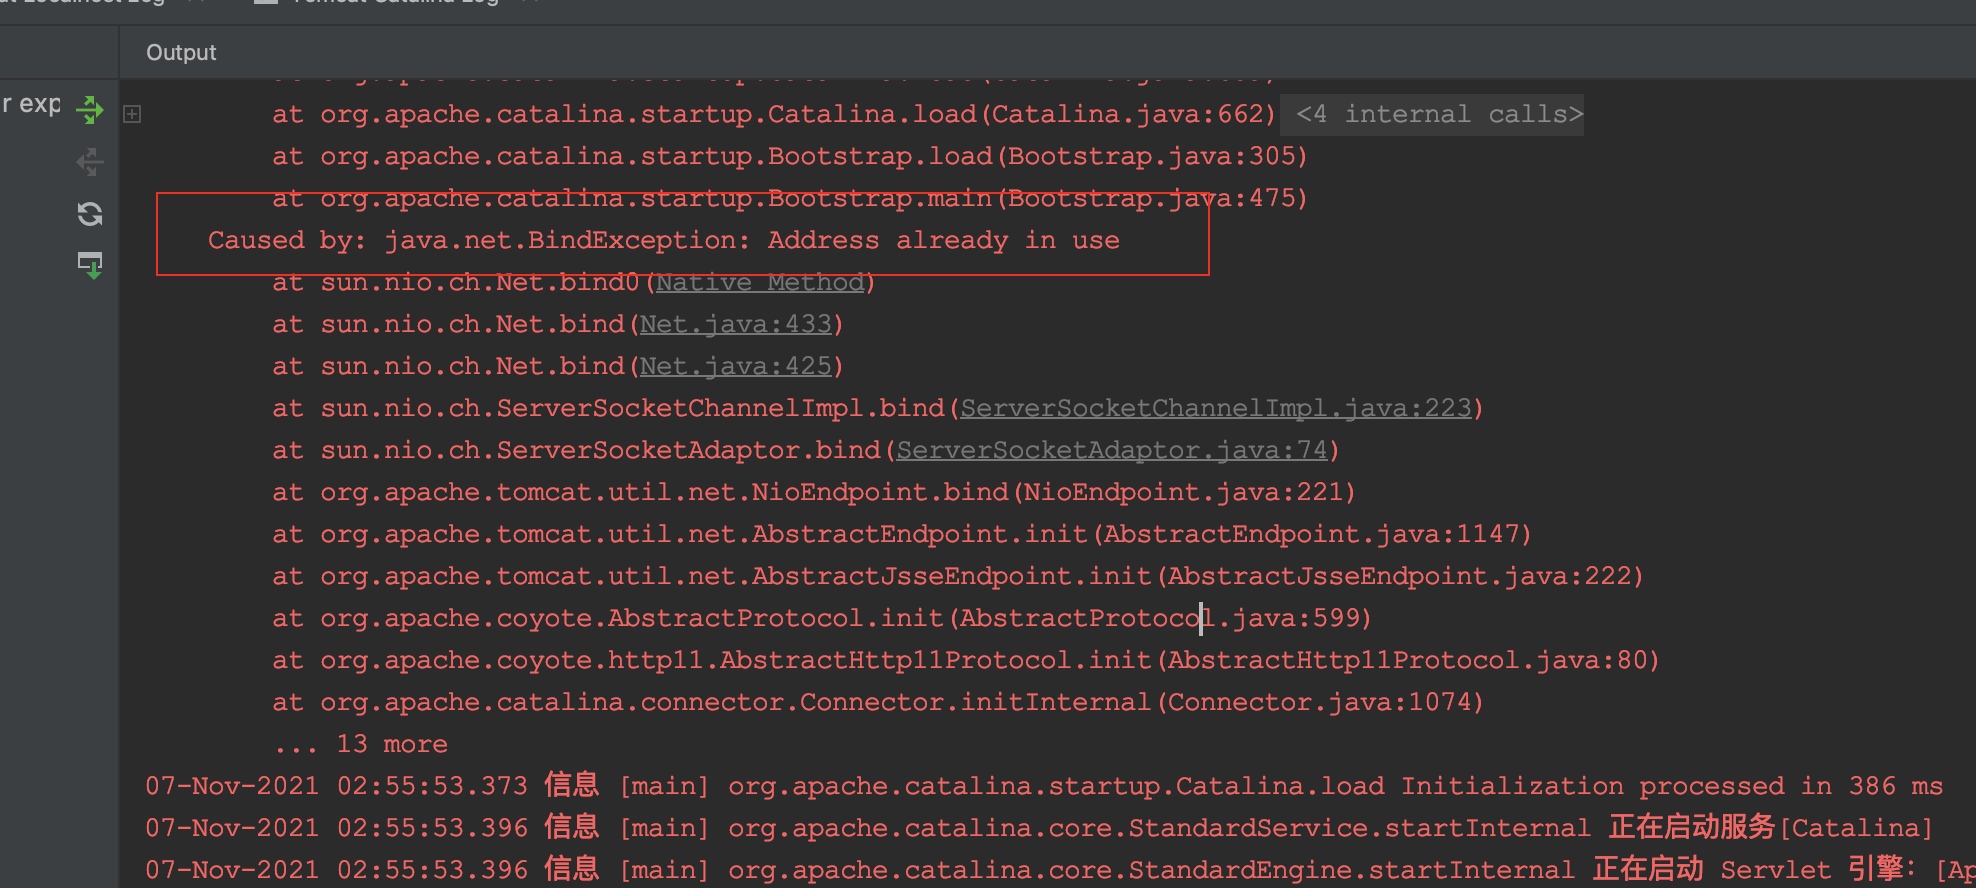 Tomcat Catalina Log
Output
r exp
at org.apache.catalina.startup.Catalina.load(Catalina.java:662) <4 internal calls>
at org.apache.catalina.startup.Bootstrap.load(Bootstrap.java:305)
at org.apache.catalina.startup.Bootstrap.main(Bootstrap.java:475)
Caused by: java.net.BindException: Address already in use
at sun.nio.ch.Net.bind0(Native Method)
at sun.nio.ch.Net.bind(Net.java:433)
at sun.nio.ch.Net.bind(Net.java:425)
at sun.nio.ch.ServerSocketChannelImpl.bind(ServerSocketChannelImpl.java:223)
at sun.nio.ch.ServerSocketAdaptor.bind(ServerSocketAdaptor.java:74)
at org.apache.tomcat.util.net.NioEndpoint.bind(NioEndpoint.java:221)
at org.apache.tomcat.util.net.AbstractEndpoint.init(AbstractEndpoint.java:1147)
at org.apache.tomcat.util.net.AbstractJsseEndpoint.init(AbstractJsseEndpoint.java:222)
at org.apache.coyote.AbstractProtocol.init(AbstractProtocol.java:599)
at org.apache.coyote.http11.AbstractHttp11Protocol.init(AbstractHttp11Protocol.java:80)
at org.apache.catalina.connector.Connector.initInternal(Connector.java:1074)
... 13 more
07-Nov-2021 02:55:53.373 信息 [main] org.apache.catalina.startup.Catalina.load Initialization processed in 386 ms
07-Nov-2021 02:55:53.396 信息 [main] org.apache.catalina.core.StandardService.startInternal 正在启动服务[Catalina]
07-Nov-2021 02:55:53.396 信息 [main] org.apache.catalina.core.StandardEngine.startInternal 正在启动 Servlet 引擎：[Ap